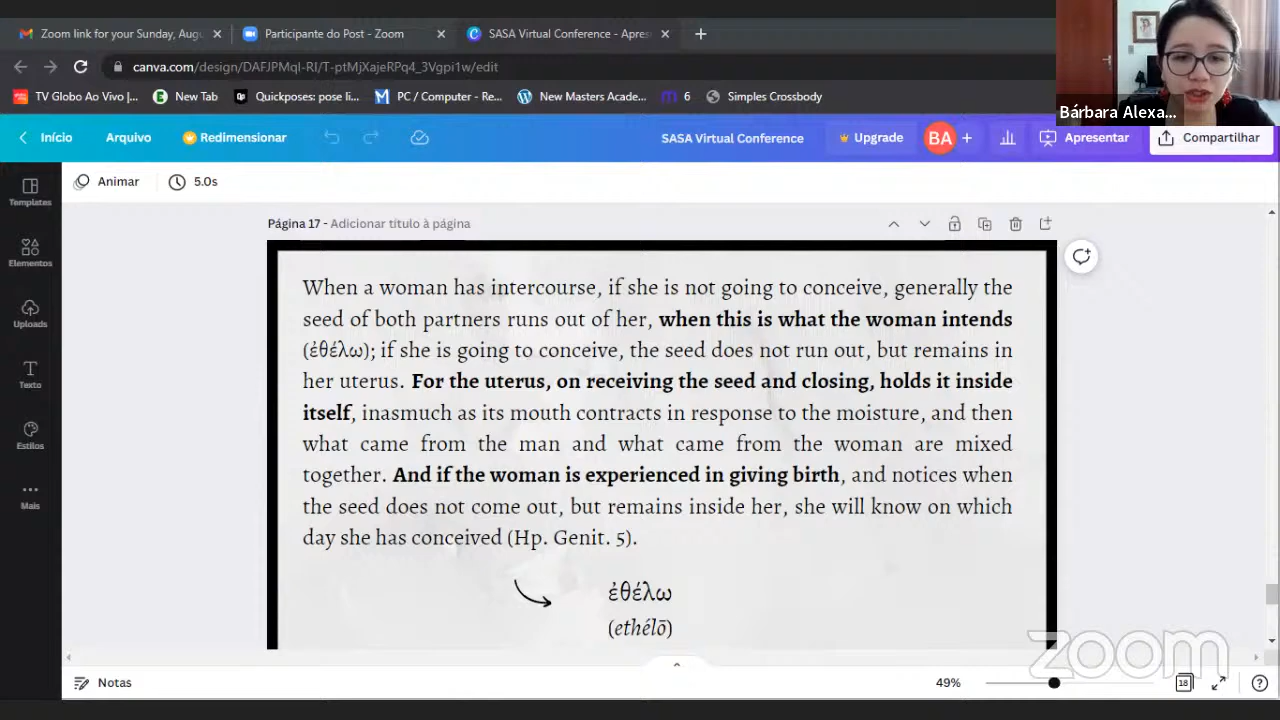 Zoom link for your Sunday, Aug
Participante do Post - Zoom
SASA Virtual Conference - Apres
canva.com/design/DAFJPMqI-RI/T-ptMjXajeRPq4_3Vgpi1w/edit
TV Globo Ao Vivo |...
New Tab
Quickposes: pose li...
PC / Computer - Re...
New Masters Acade...
6
Simples Crossbody
Bárbara Alexa...
Início
Arquivo
Redimensionar
SASA Virtual Conference
Upgrade
BA
Apresentar
Compartilhar
Templates
Elementos
Uploads
Texto
Estilos
Mais
Animar
5.0s
Página 17 - Adicionar título à página
When a woman has intercourse, if she is not going to conceive, generally the
seed of both partners runs out of her, when this is what the woman intends
(ἐθέλω); if she is going to conceive, the seed does not run out, but remains in
her uterus. For the uterus, on receiving the seed and closing, holds it inside
itself, inasmuch as its mouth contracts in response to the moisture, and then
what came from the man and what came from the woman are mixed
together. And if the woman is experienced in giving birth, and notices when
the seed does not come out, but remains inside her, she will know on which
day she has conceived (Hp. Genit. 5).
ἐθέλω
(ethélō)
zoom
Notas
49%
18